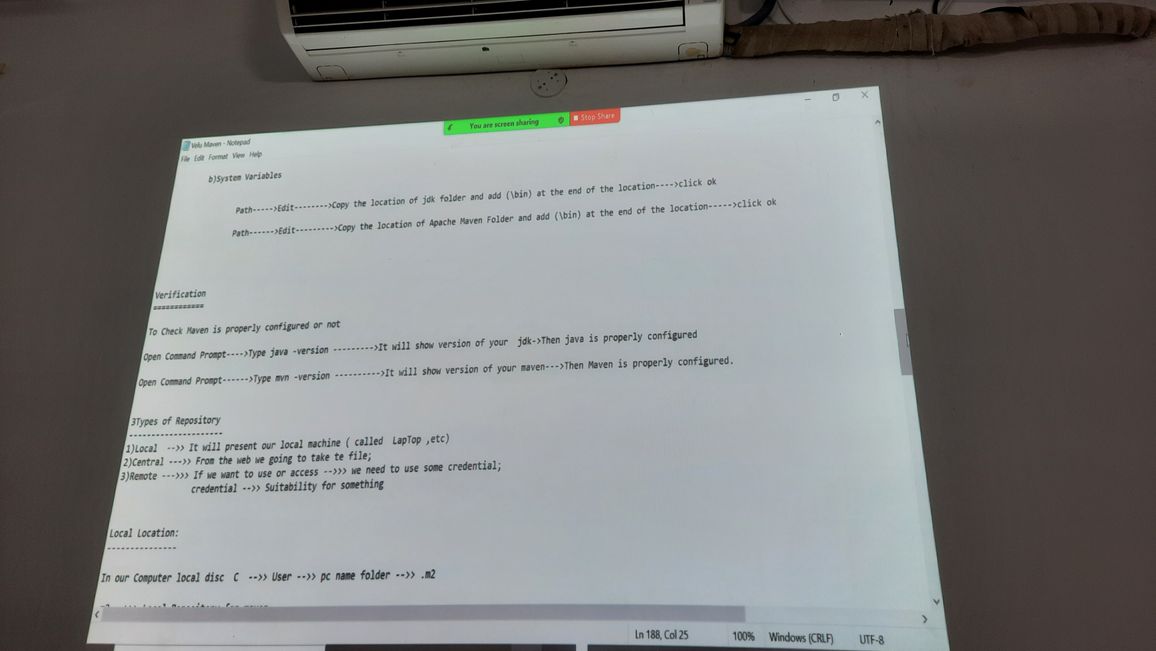 You are screen sharing
Stop Share
Velu Maven - Notepad
File Edit Format View Help
b)System Variables
Path----->Edit-------->Copy the location of jdk folder and add (\bin) at the end of the location---->click ok
Path------>Edit--------->Copy the location of Apache Maven Folder and add (\bin) at the end of the location----->click ok
Verification
============
To Check Maven is properly configured or not
Open Command Prompt---->Type java -version --------->It will show version of your  jdk->Then java is properly configured
Open Command Prompt------>Type mvn -version ---------->It will show version of your maven--->Then Maven is properly configured.
3Types of Repository
----------------------
1)Local  -->> It will present our local machine ( called  LapTop ,etc)
2)Central --->> From the web we going to take te file;
3)Remote --->>> If we want to use or access -->>> we need to use some credential;
credential -->> Suitability for something
Local Location:
---------------
In our Computer local disc  C  -->> User -->> pc name folder -->> .m2
Ln 188, Col 25
100%
Windows (CRLF)
UTF-8